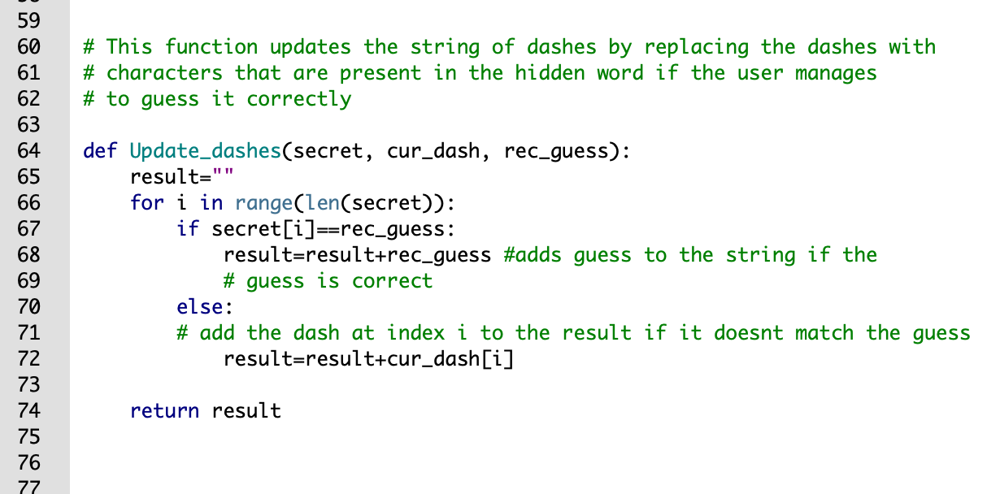 59
60 # This function updates the string of dashes by replacing the dashes with
61 # characters that are present in the hidden word if the user manages
62 # to guess it correctly
63
64 def Update_dashes(secret, cur_dash, rec_guess):
65     result=""
66     for i in range(len(secret)):
67         if secret[i]==rec_guess:
68             result=result+rec_guess #adds guess to the string if the
69             # guess is correct
70         else:
71         # add the dash at index i to the result if it doesnt match the guess
72             result=result+cur_dash[i]
73
74     return result
75
76
77